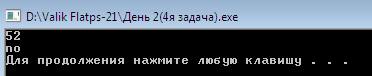 D:\Valik Flatps-21\День 2(4я задача).exe
52
no
Для продолжения нажмите любую клавишу . . .